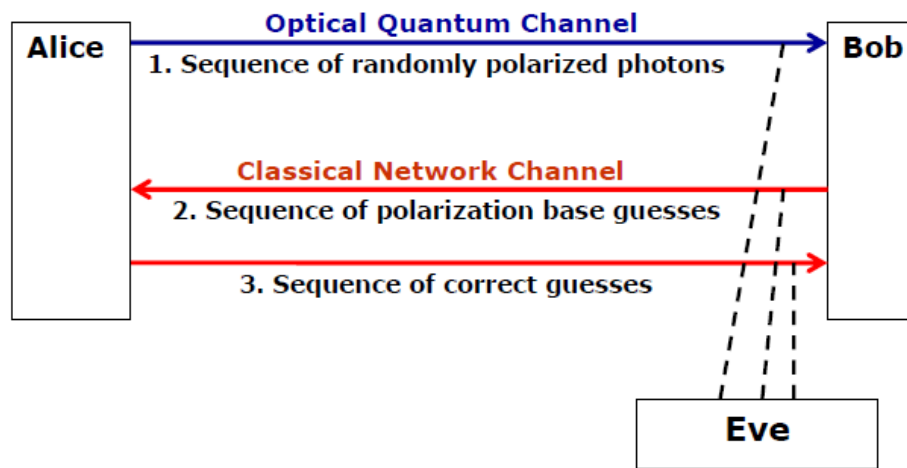 Alice
Optical Quantum Channel
Bob
1. Sequence of randomly polarized photons
Classical Network Channel
2. Sequence of polarization base guesses
3. Sequence of correct guesses
Eve